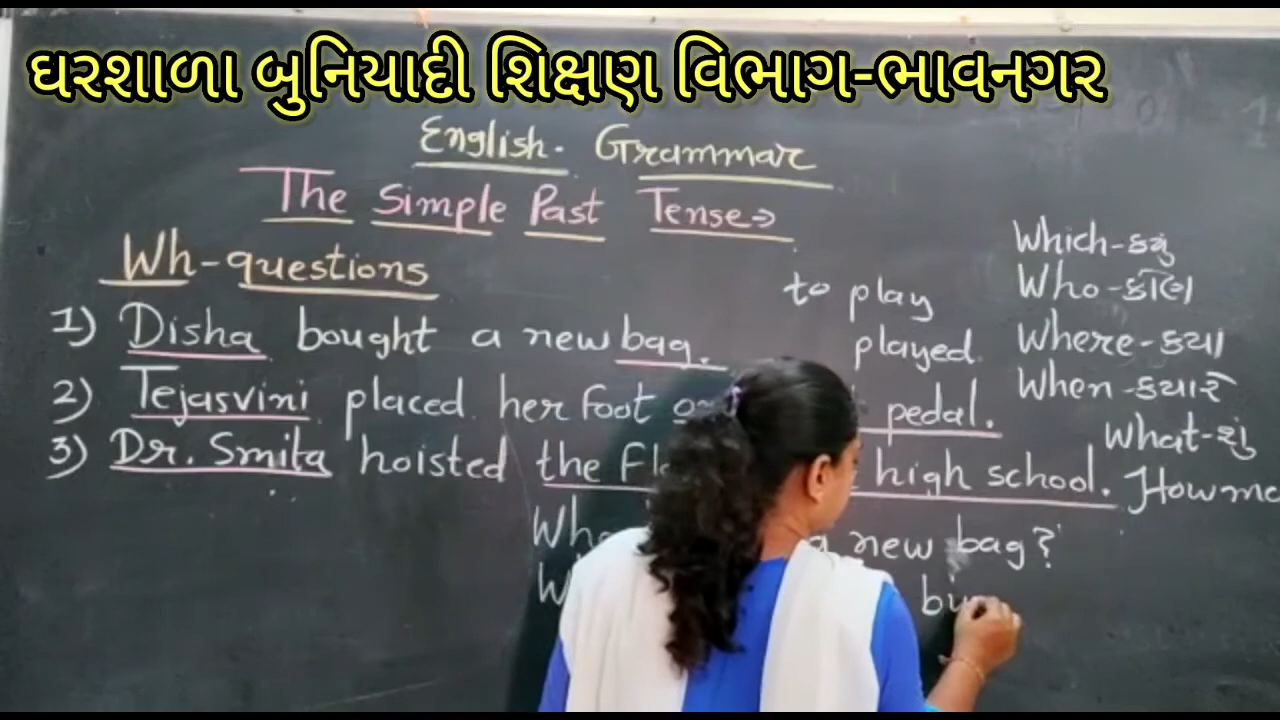 ઘરશાળા બુનિયાદી શિક્ષણ વિભાગ-ભાવનગર
English. Grammar
The Simple Past Tense⇒
Wh-questions
1) Disha bought a new bag.
2) Tejasvini placed her foot pedal.
3) Dr. Smita hoisted the high school.
new bag?
to play
played.
Which-કયું
Who-કોણ
Where-કયા
When-કયારે
What-શું